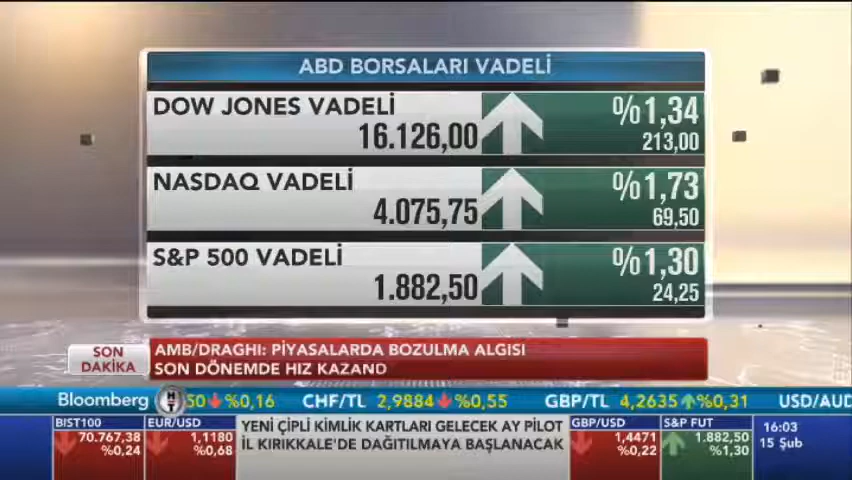 ABD BORSALARI VADELİ
DOW JONES VADELİ
16.126,00
%1,34
213,00
NASDAQ VADELİ
4.075,75
%1,73
69,50
S&P 500 VADELİ
1.882,50
%1,30
24,25
SON DAKİKA
AMB/DRAGHI: PİYASALARDA BOZULMA ALGISI
SON DÖNEMDE HIZ KAZAND
Bloomberg HT 50 %0,16 CHF/TL 2,9884 %0,55 GBP/TL 4,2635 %0,31 USD/AUD
BIST100
70.767,38
%0,24
EUR/USD
1,1180
%0,68
YENİ ÇİPLİ KİMLİK KARTLARI GELECEK AY PİLOT
İL KIRIKKALE'DE DAĞITILMAYA BAŞLANACAK
GBP/USD
1,4471
%0,22
S&P FUT
1.882,50
%1,30
16:03
15 Şub